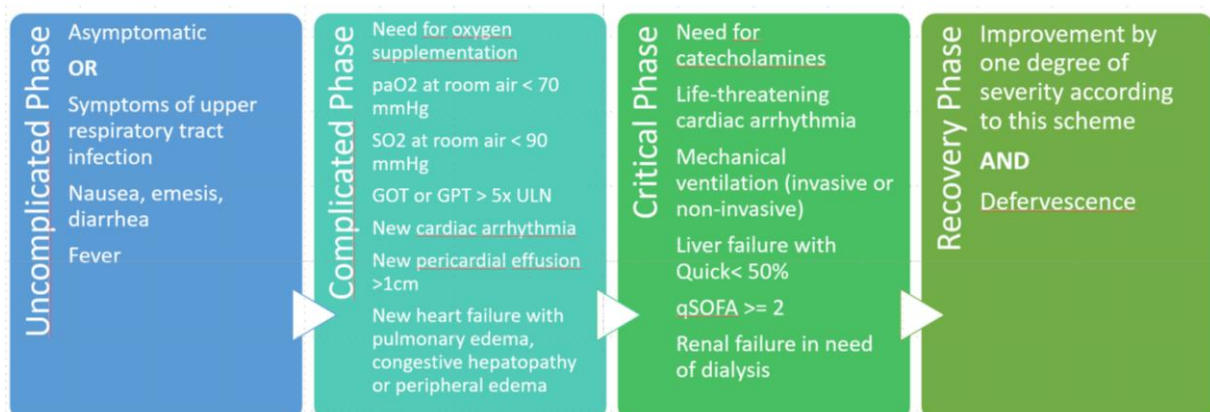 Uncomplicated Phase
Asymptomatic
OR
Symptoms of upper
respiratory tract
infection
Nausea, emesis,
diarrhea
Fever
Complicated Phase
Need for oxygen
supplementation
paO2 at room air < 70
mmHg
SO2 at room air < 90
mmHg
GOT or GPT > 5x ULN
New cardiac arrhythmia
New pericardial effusion
>1cm
New heart failure with
pulmonary edema,
congestive hepatopathy
or peripheral edema
Critical Phase
Need for
catecholamines
Life-threatening
cardiac arrhythmia
Mechanical
ventilation (invasive or
non-invasive)
Liver failure with
Quick< 50%
qSOFA >= 2
Renal failure in need
of dialysis
Recovery Phase
Improvement by
one degree of
severity according
to this scheme
AND
Defervescence